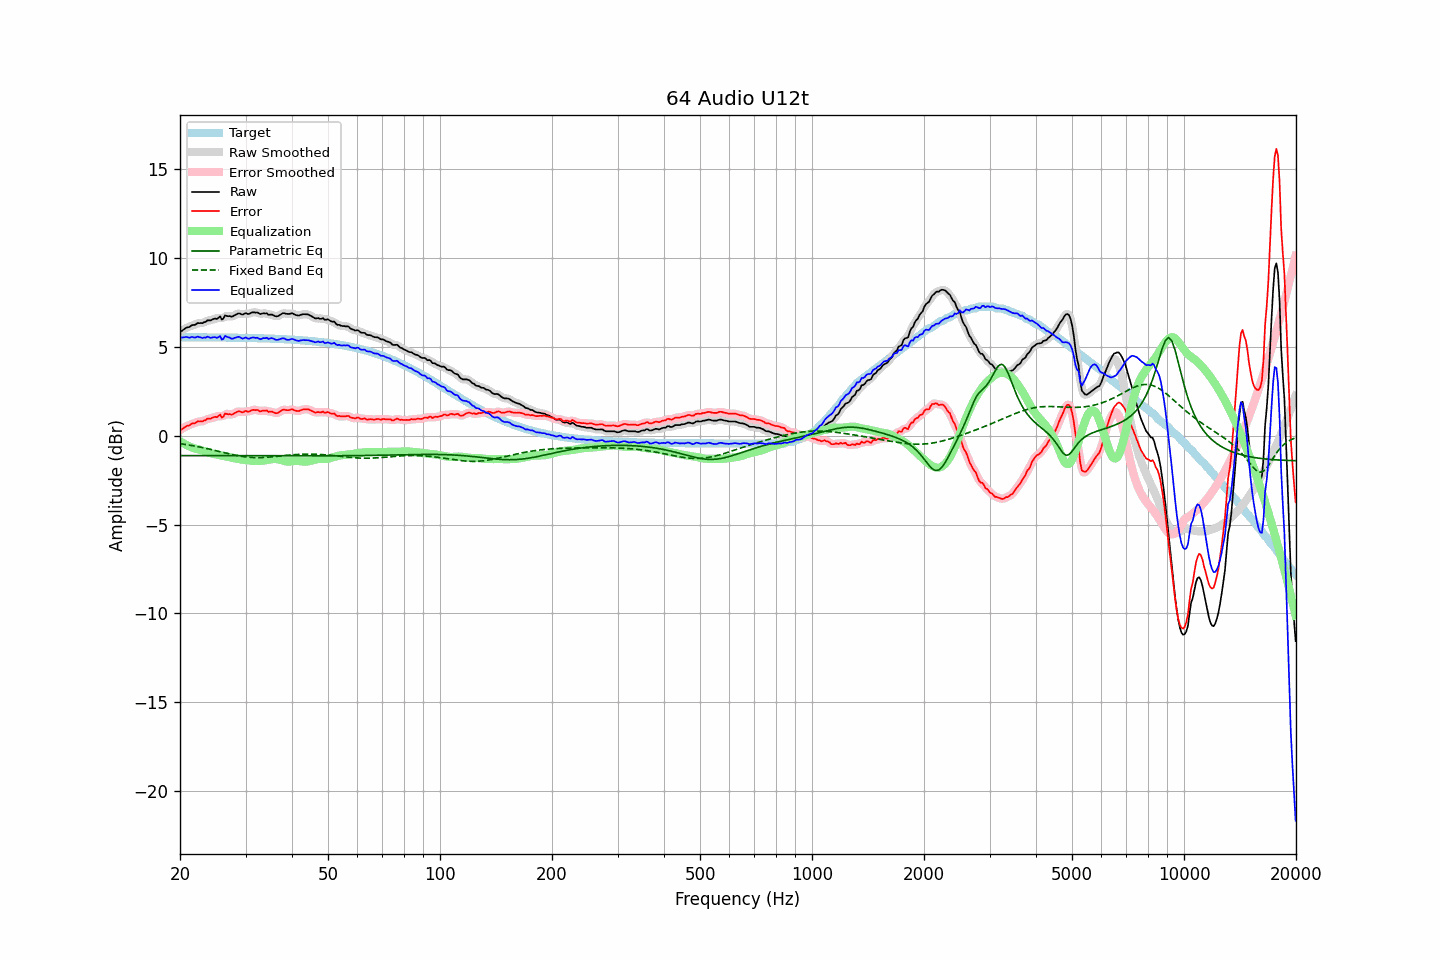 64 Audio U12t
Target
Raw Smoothed
Error Smoothed
Raw
Error
Equalization
Parametric Eq
Fixed Band Eq
Equalized
15
10
5
0
−5
−10
−15
−20
Amplitude (dBr)
20 50 100 200 500 1000 2000 5000 10000 20000
Frequency (Hz)